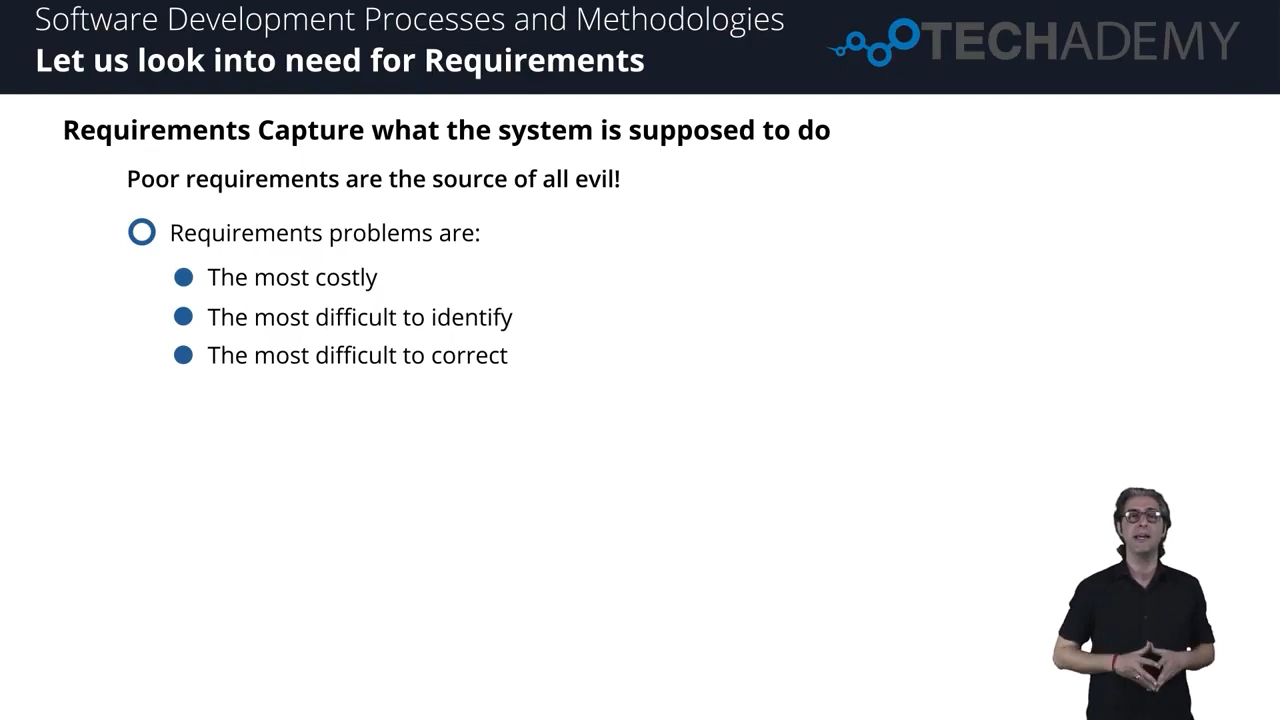 Software Development Processes and Methodologies
Let us look into need for Requirements
TECHADEMY
Requirements Capture what the system is supposed to do
Poor requirements are the source of all evil!
Requirements problems are:
The most costly
The most difficult to identify
The most difficult to correct